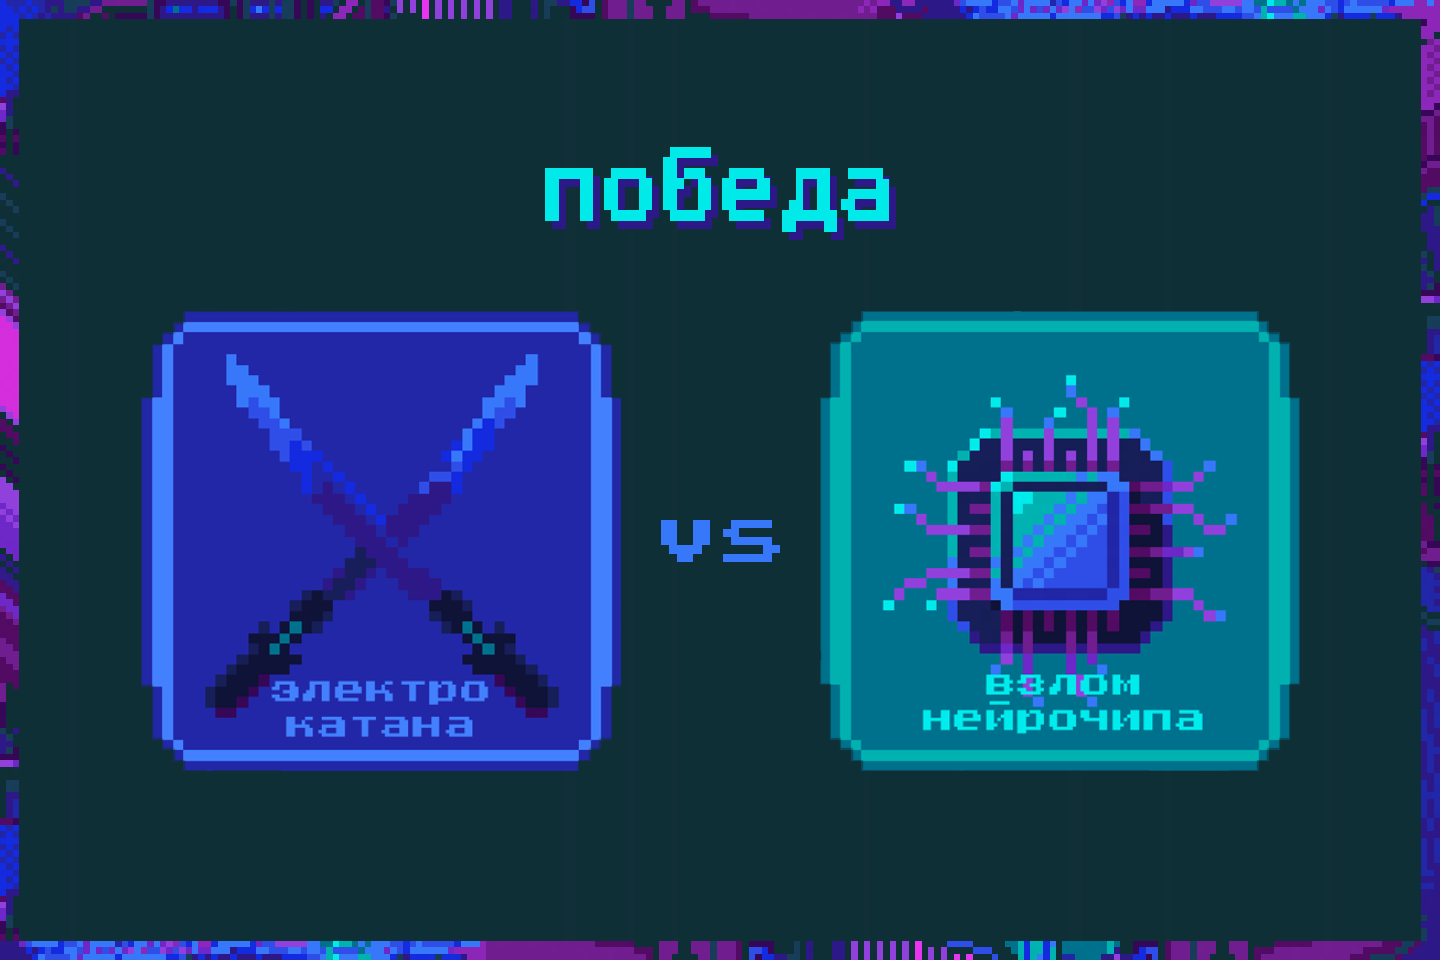 победа
vs
электро
катана
взлом
нейрочипа